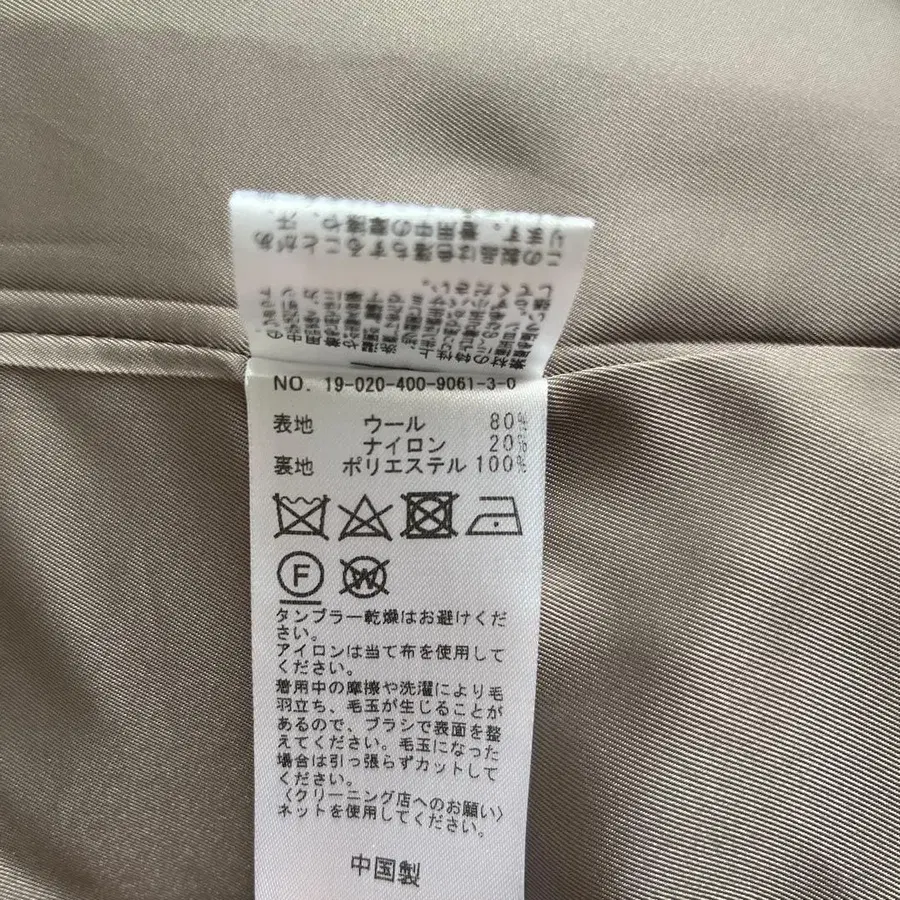 NO. 19-020-400-9061-3-0
表地 ウール 80%
ナイロン 20%
裏地 ポリエステル 100%
F
W
タンブラー乾燥はお避けくだ
さい。
アイロンは当て布を使用して
ください。
着用中の摩擦や洗濯により毛
羽立ち、毛玉が生じることが
あるので、ブラシで表面を整
えてください。毛玉になった
場合は引っ張らずカットして
ください。
〈クリーニング店へのお願い〉
ネットを使用してください。
中国製